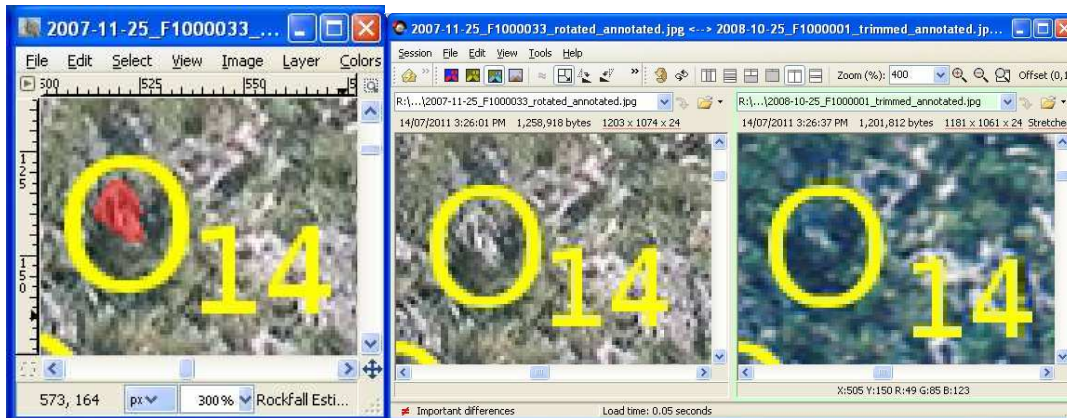 2007-11-25_F1000033_...
File Edit Select View Image Layer Colors
500 525 550
125
150
14
573, 164 px 300% Rockfall Esti...
2007-11-25_F1000033_rotated_annotated.jpg <--> 2008-10-25_F1000001_trimmed_annotated.jp...
Session File Edit View Tools Help
Zoom (%): 400 Offset (0,1
R:\...\2007-11-25_F1000033_rotated_annotated.jpg
14/07/2011 3:26:01 PM 1,258,918 bytes 1203 x 1074 x 24
14
R:\...\2008-10-25_F1000001_trimmed_annotated.jpg
14/07/2011 3:26:37 PM 1,201,812 bytes 1181 x 1061 x 24 Stretched
14
X:505 Y:150 R:49 G:85 B:123
≠ Important differences Load time: 0.05 seconds